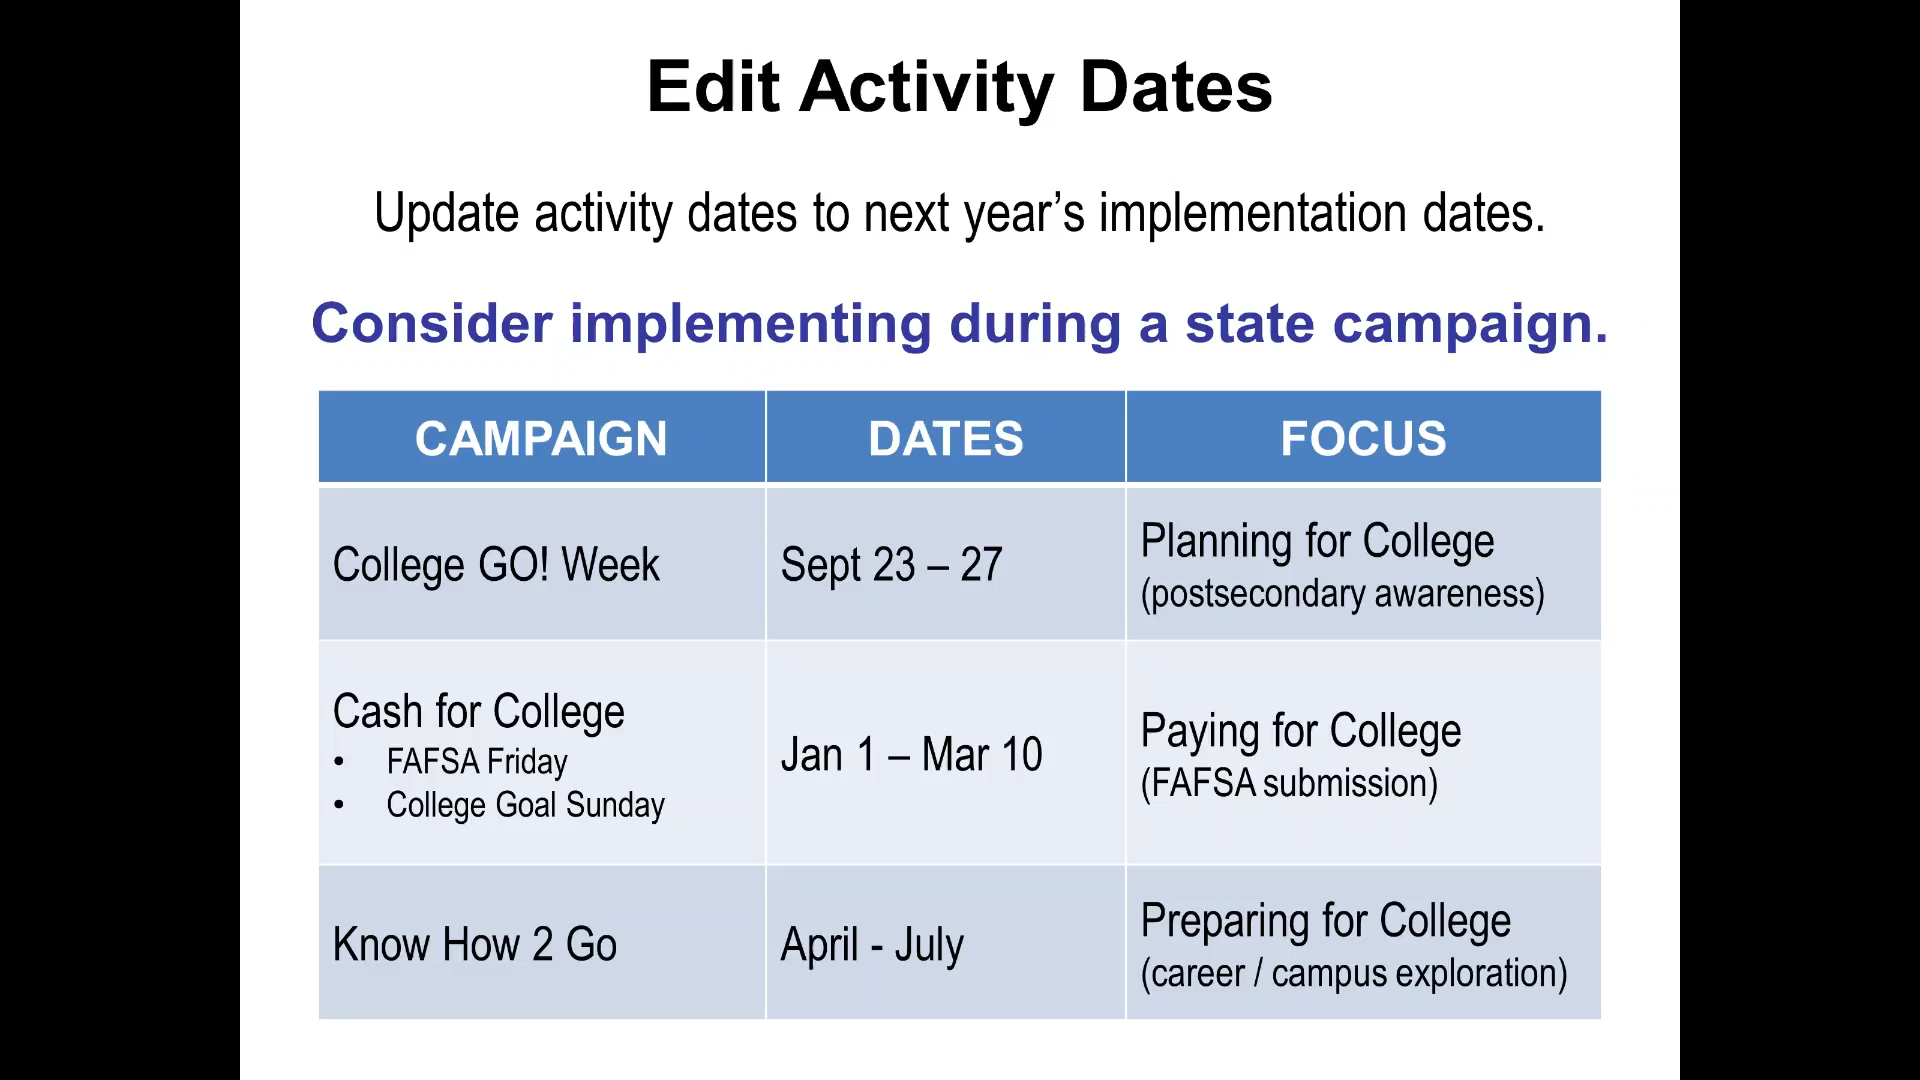 Edit Activity Dates
Update activity dates to next year’s implementation dates.
Consider implementing during a state campaign.
CAMPAIGN DATES FOCUS
College GO! Week Sept 23 – 27 Planning for College
(postsecondary awareness)
Cash for College
• FAFSA Friday
• College Goal Sunday
Jan 1 – Mar 10
Paying for College
(FAFSA submission)
Know How 2 Go April - July Preparing for College
(career / campus exploration)